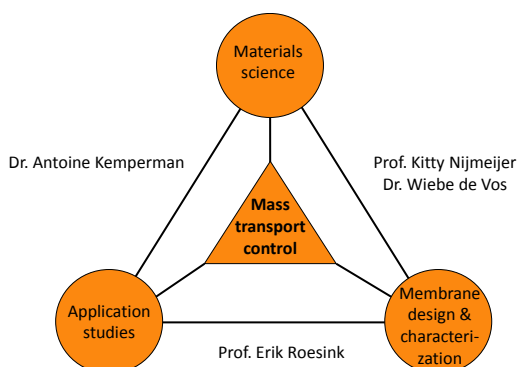 Materials
science
Dr. Antoine Kemperman
Prof. Kitty Nijmeijer
Dr. Wiebe de Vos
Mass
transport
control
Application
studies
Membrane
design &
characteri-
zation
Prof. Erik Roesink